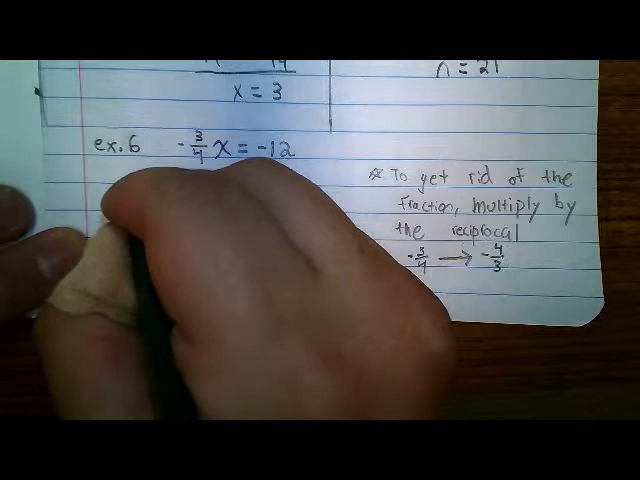 x = 3
n = 21
ex. 6 -3/4 x = -12
* To get rid of the
fraction, multiply by
the reciprocal
-3/4 → -4/3